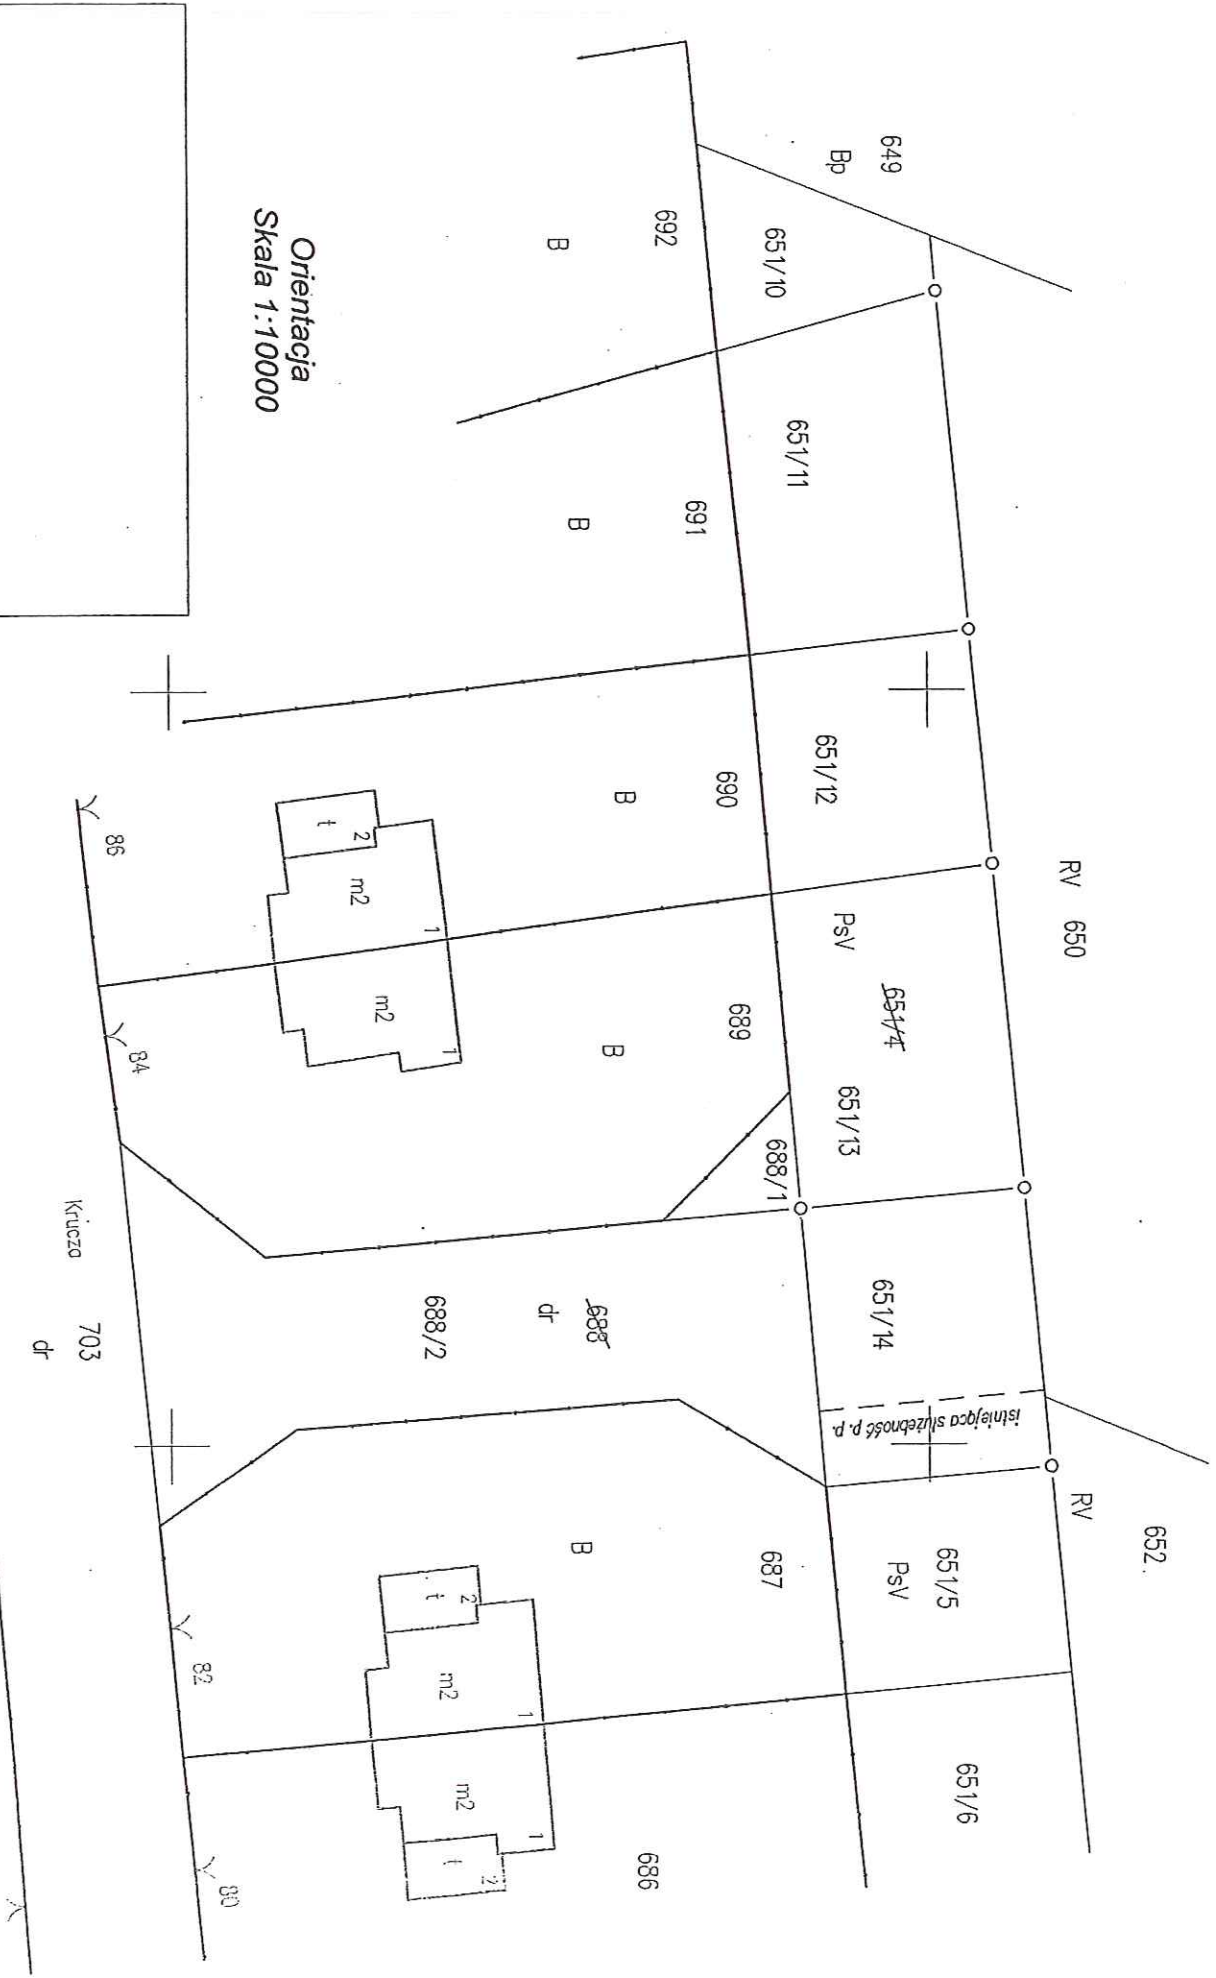 649
Bp
651/10
692
B
Orientacja
Skala 1:10000
651/11
691
B
RV 650
651/12
690
B
PsV
651/4
651/13
689
B
688/1
86
84
t
2
m2
1
m2
1
651/14
688
dr
688/2
Krucza
703
dr
istniejąca służebność p. p.
652
RV
651/5
PsV
687
B
t
2
m2
1
m2
1
t
2
82
80
651/6
686